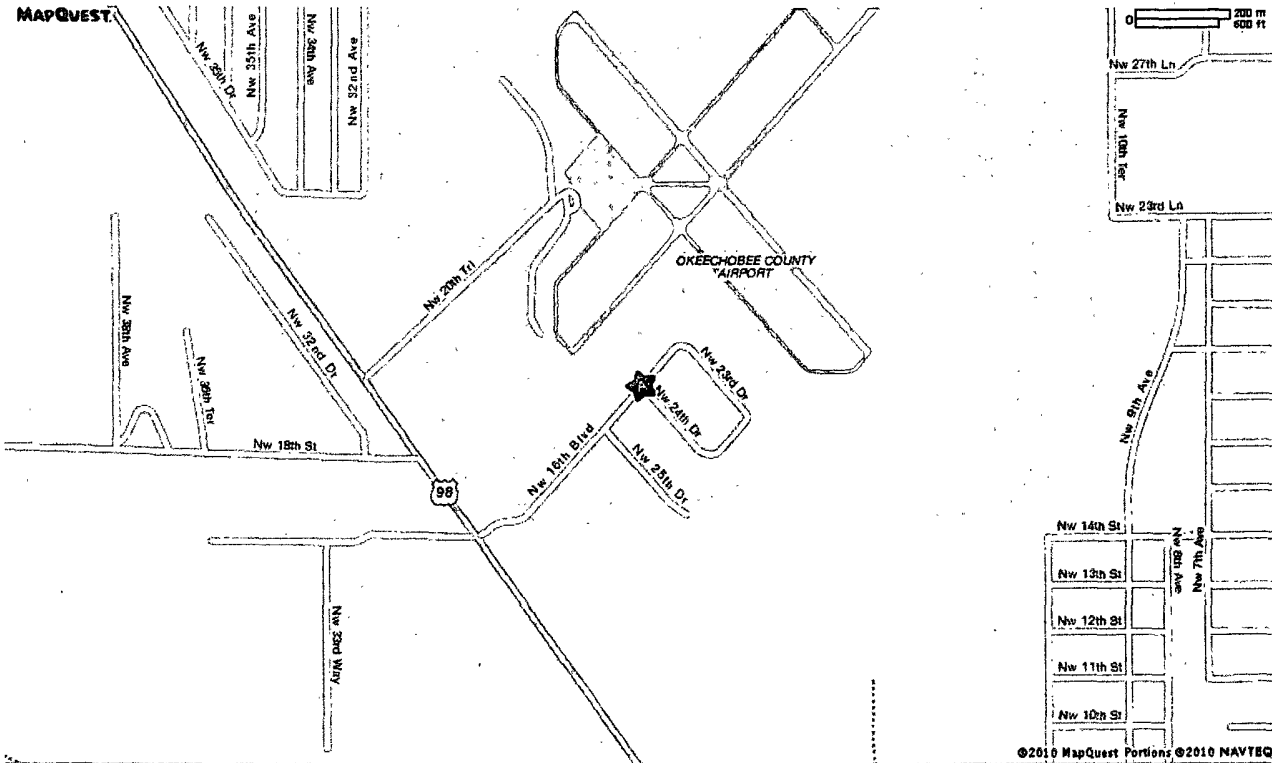 MAPQUEST.
0
200 m
600 ft
Nw 35th Dr
Nw 35th Ave
Nw 34th Ave
Nw 32nd Ave
Nw 27th Ln
Nw 10th Ter
Nw 23rd Ln
OKEECHOBEE COUNTY
AIRPORT
Nw 20th Trl
Nw 38th Ave
Nw 32nd Dr
Nw 36th Ter
Nw 23rd Dr
Nw 24th Dr
Nw 9th Ave
Nw 18th St
Nw 16th Blvd
Nw 25th Dr
98
Nw 14th St
Nw 8th Ave
Nw 7th Ave
Nw 13th St
Nw 12th St
Nw 33rd Way
Nw 11th St
Nw 10th St
©2010 MapQuest Portions ©2010 NAVTEQ